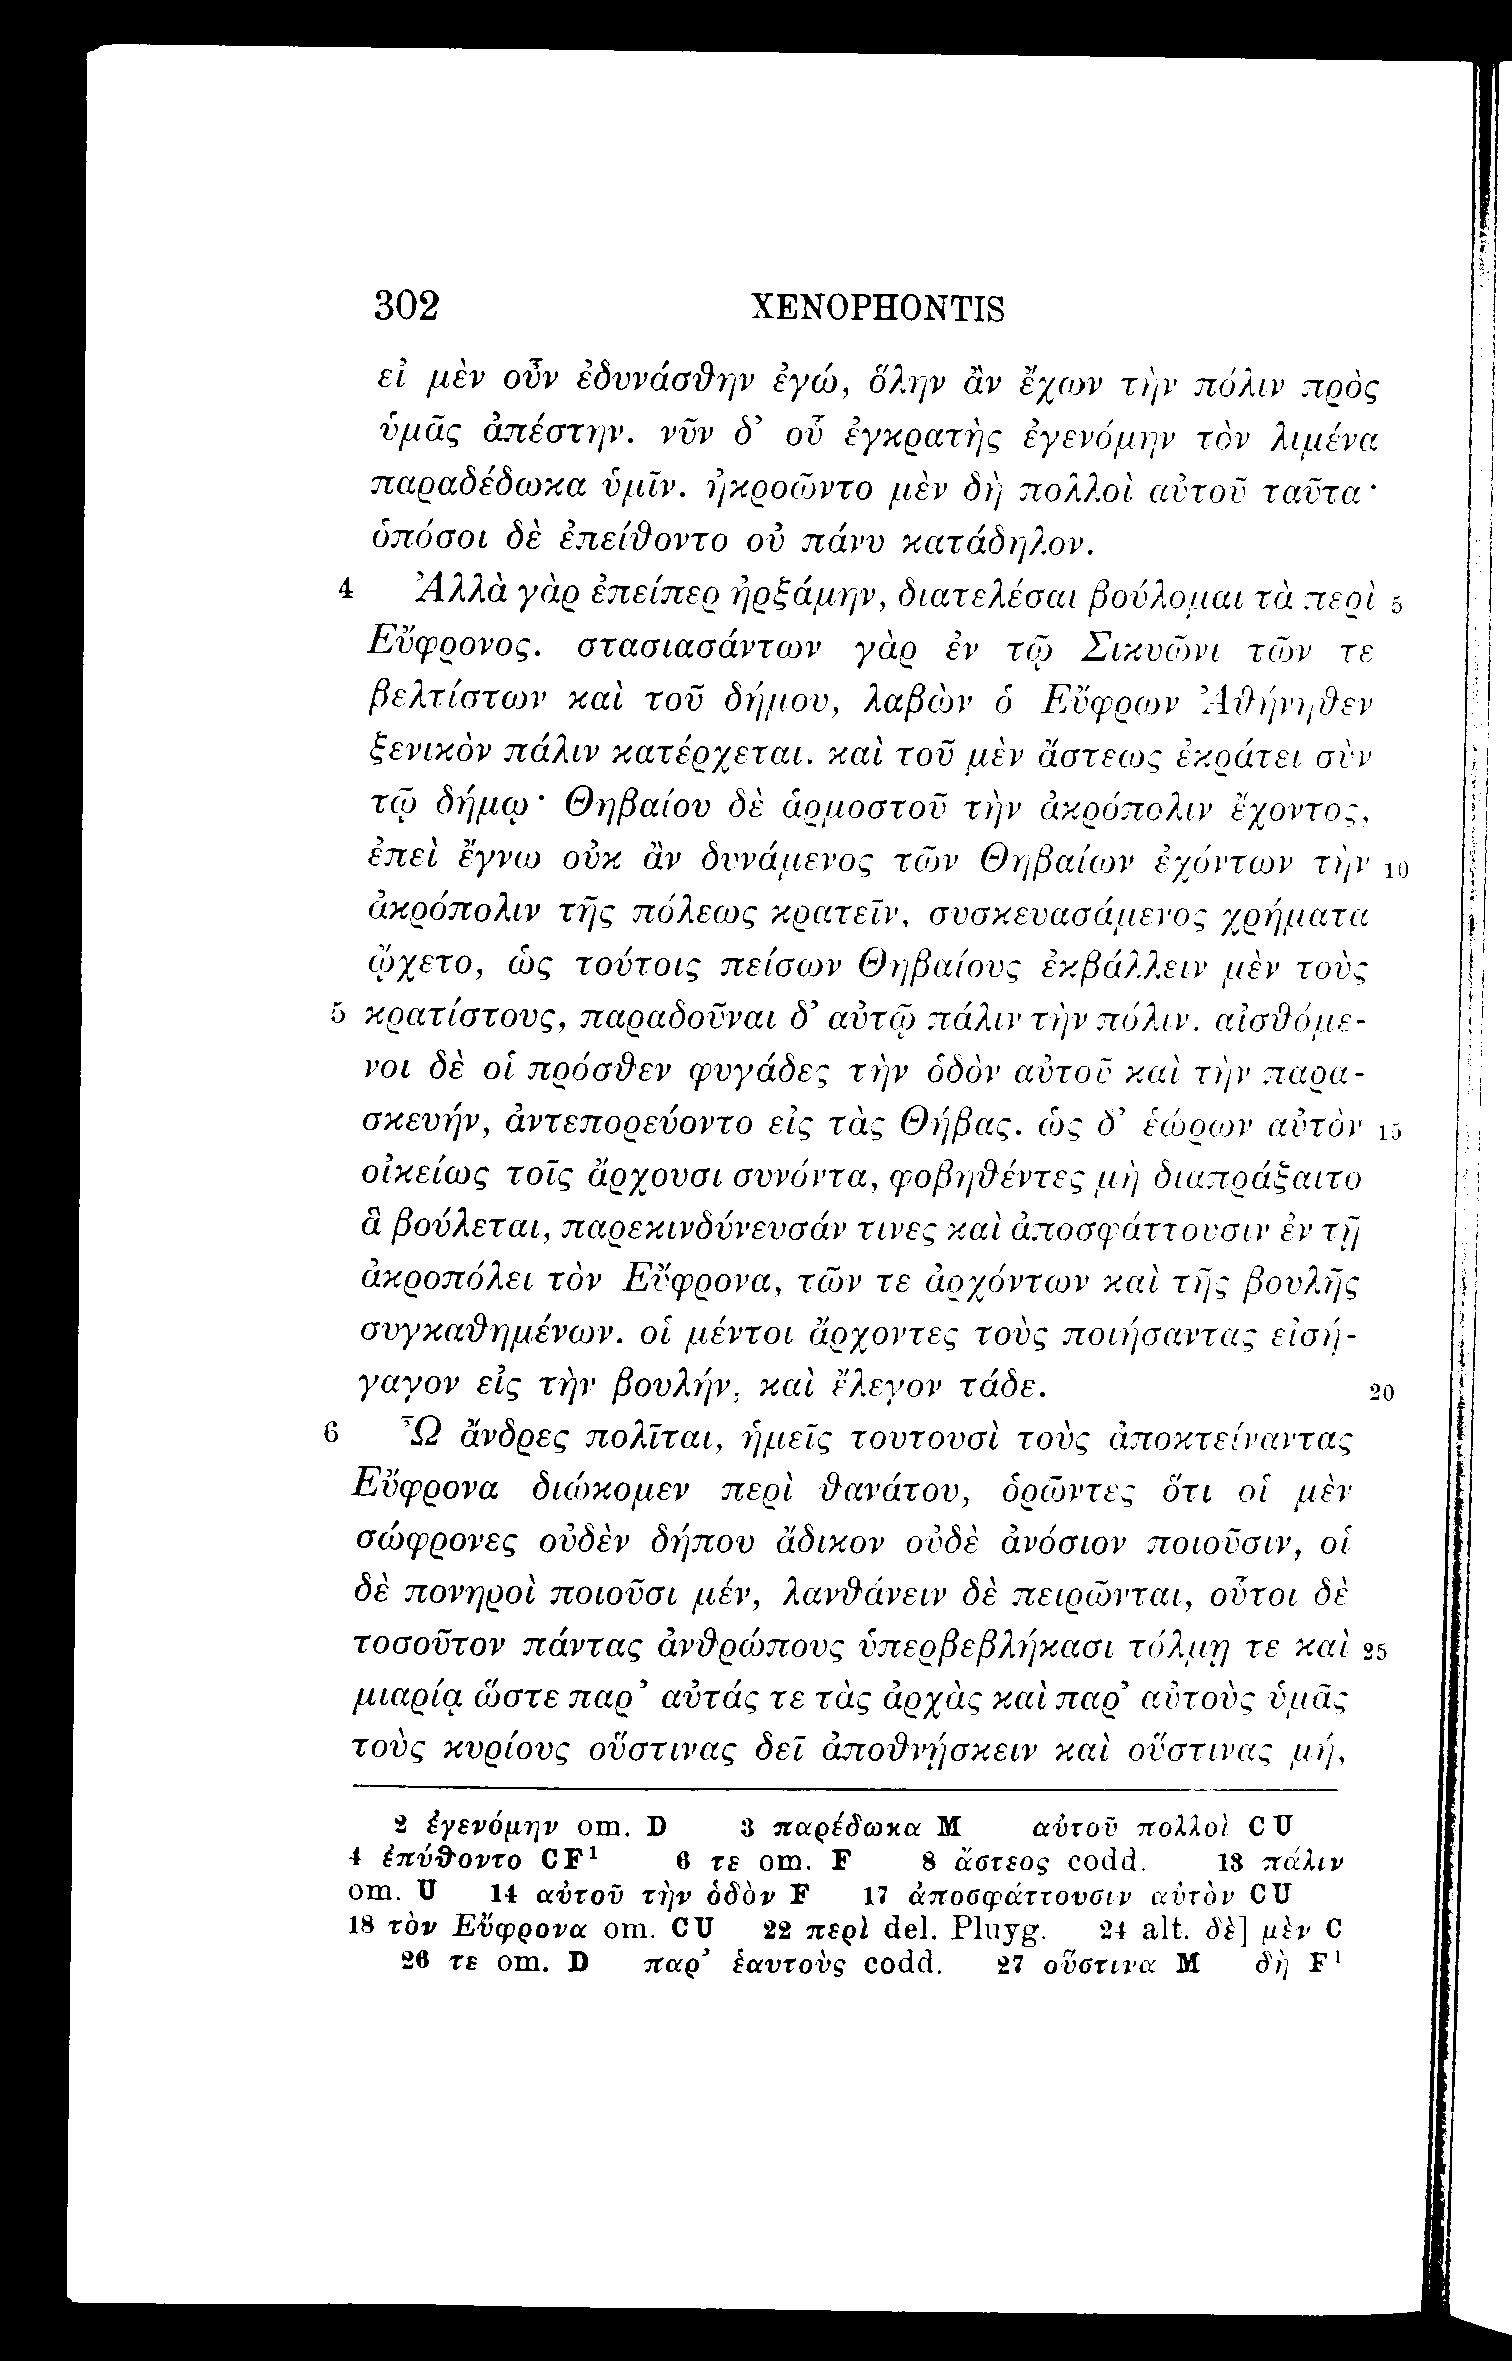 302 XENOPHONTIS
εἰ μὲν οὖν ἐδυνάσθην ἐγώ, ὅλην ἂν ἔχων τὴν πόλιν πρὸς
ὑμᾶς ἀπέστην. νῦν δ’ οὗ ἐγκρατὴς ἐγενόμην τὸν λιμένα
παραδέδωκα ὑμῖν. ἠκροῶντο μὲν δὴ πολλοὶ αὐτοῦ ταῦτα·
ὁπόσοι δὲ ἐπείθοντο οὐ πάνυ κατάδηλον.
4 Ἀλλὰ γὰρ ἐπείπερ ἠρξάμην, διατελέσαι βούλομαι τὰ περὶ 5
Εὔφρονος. στασιασάντων γὰρ ἐν τῷ Σικυῶνι τῶν τε
βελτίστων καὶ τοῦ δήμου, λαβὼν ὁ Εὔφρων Ἀθήνηθεν
ξενικὸν πάλιν κατέρχεται. καὶ τοῦ μὲν ἄστεως ἐκράτει σὺν
τῷ δήμῳ· Θηβαίου δὲ ἁρμοστοῦ τὴν ἀκρόπολιν ἔχοντος,
ἐπεὶ ἔγνω οὐκ ἂν δυνάμενος τῶν Θηβαίων ἐχόντων τὴν 10
ἀκρόπολιν τῆς πόλεως κρατεῖν, συσκευασάμενος χρήματα
ᾤχετο, ὡς τούτοις πείσων Θηβαίους ἐκβάλλειν μὲν τοὺς
5 κρατίστους, παραδοῦναι δ’ αὐτῷ πάλιν τὴν πόλιν. αἰσθόμε-
νοι δὲ οἱ πρόσθεν φυγάδες τὴν ὁδὸν αὐτοῦ καὶ τὴν παρα-
σκευήν, ἀντεπορεύοντο εἰς τὰς Θήβας. ὡς δ’ ἑώρων αὐτὸν 15
οἰκείως τοῖς ἄρχουσι συνόντα, φοβηθέντες μὴ διαπράξαιτο
ἃ βούλεται, παρεκινδύνευσάν τινες καὶ ἀποσφάττουσιν ἐν τῇ
ἀκροπόλει τὸν Εὔφρονα, τῶν τε ἀρχόντων καὶ τῆς βουλῆς
συγκαθημένων. οἱ μέντοι ἄρχοντες τοὺς ποιήσαντας εἰσή-
γαγον εἰς τὴν βουλήν, καὶ ἔλεγον τάδε. 20
6 Ὦ ἄνδρες πολῖται, ἡμεῖς τουτουσὶ τοὺς ἀποκτείναντας
Εὔφρονα διώκομεν περὶ θανάτου, ὁρῶντες ὅτι οἱ μὲν
σώφρονες οὐδὲν δήπου ἄδικον οὐδὲ ἀνόσιον ποιοῦσιν, οἱ
δὲ πονηροὶ ποιοῦσι μέν, λανθάνειν δὲ πειρῶνται, οὗτοι δὲ
τοσοῦτον πάντας ἀνθρώπους ὑπερβεβλήκασι τόλμῃ τε καὶ 25
μιαρίᾳ ὥστε παρ’ αὐτάς τε τὰς ἀρχὰς καὶ παρ’ αὐτοὺς ὑμᾶς
τοὺς κυρίους οὕστινας δεῖ ἀποθνῄσκειν καὶ οὕστινας μή,
2 ἐγενόμην om. D 3 παρέδωκα M αὐτοῦ πολλοὶ CU
4 ἐπύθοντο CF¹ 6 τε om. F 8 ἄστεος codd. 13 πάλιν
om. U 14 αὐτοῦ τὴν ὁδὸν F 17 ἀποσφάττουσιν αὐτὸν CU
18 τὸν Εὔφρονα om. CU 22 περὶ del. Pluyg. 24 alt. δὲ] μὲν C
26 τε om. D παρ’ ἑαυτοὺς codd. 27 οὕστινα M δὴ F¹